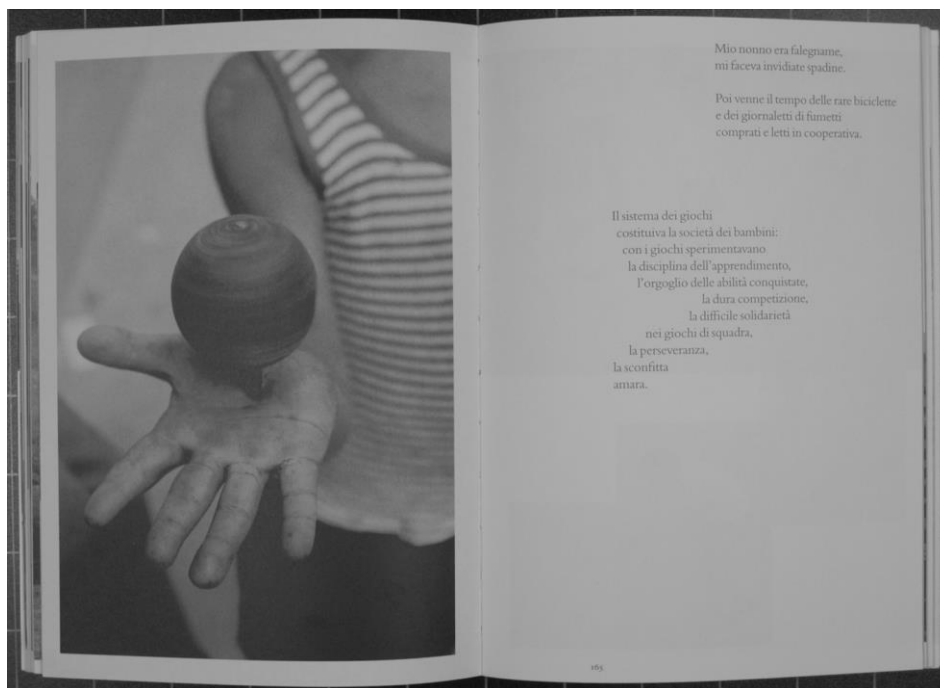 Mio nonno era falegname,
mi faceva invidiate spadine.
Poi venne il tempo delle rare biciclette
e dei giornaletti di fumetti
comprati e letti in cooperativa.
Il sistema dei giochi
costituiva la società dei bambini:
con i giochi sperimentavano
la disciplina dell'apprendimento,
l'orgoglio delle abilità conquistate,
la dura competizione,
la difficile solidarietà
nei giochi di squadra,
la perseveranza,
la sconfitta
amara.
165